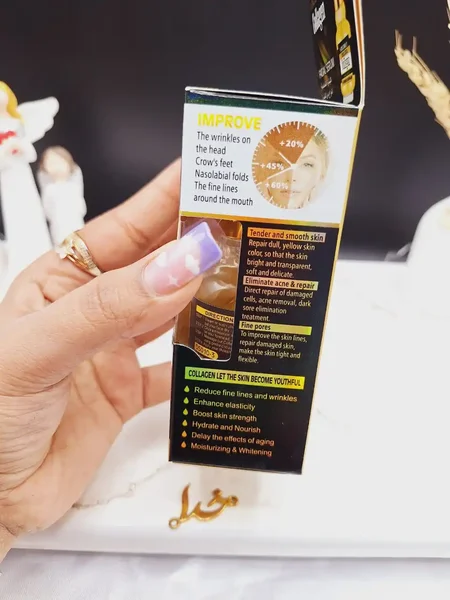 IMPROVE
The wrinkles on
the head
Crow's feet
Nasolabial folds
The fine lines
around the mouth
+20%
+45%
+60%
Tender and smooth skin
Repair dull, yellow skin
color, so that the skin
bright and transparent,
soft and delicate.
Eliminate acne & repair
Direct repair of damaged
cells, acne removal, dark
sore elimination
treatment.
Fine pores
To improve the skin lines,
repair damaged skin,
make the skin tight and
flexible.
DIRECTION
COLLAGEN LET THE SKIN BECOME YOUTHFUL
Reduce fine lines and wrinkles
Enhance elasticity
Boost skin strength
Hydrate and Nourish
Delay the effects of aging
Moisturizing & Whitening